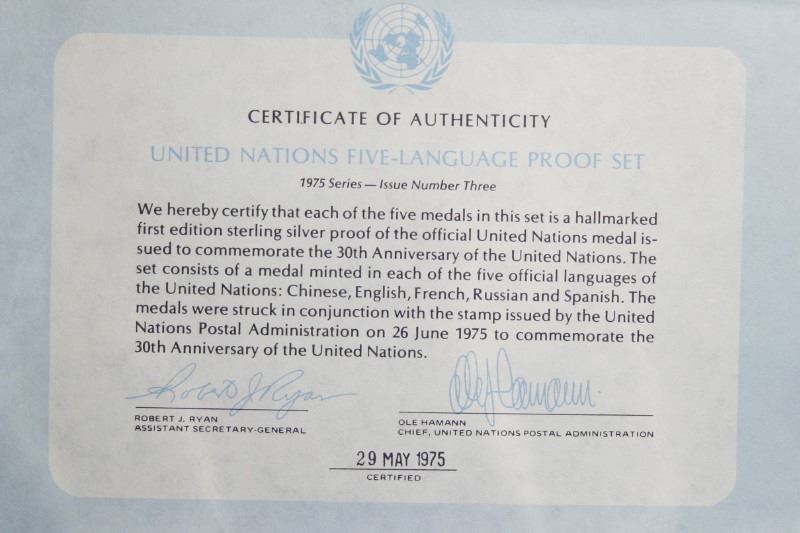 CERTIFICATE OF AUTHENTICITY
UNITED NATIONS FIVE-LANGUAGE PROOF SET
1975 Series — Issue Number Three
We hereby certify that each of the five medals in this set is a hallmarked
first edition sterling silver proof of the official United Nations medal is-
sued to commemorate the 30th Anniversary of the United Nations. The
set consists of a medal minted in each of the five official languages of
the United Nations: Chinese, English, French, Russian and Spanish. The
medals were struck in conjunction with the stamp issued by the United
Nations Postal Administration on 26 June 1975 to commemorate the
30th Anniversary of the United Nations.
Robert J. Ryan
ROBERT J. RYAN
ASSISTANT SECRETARY-GENERAL
Ole Hamann
OLE HAMANN
CHIEF, UNITED NATIONS POSTAL ADMINISTRATION
29 MAY 1975
CERTIFIED